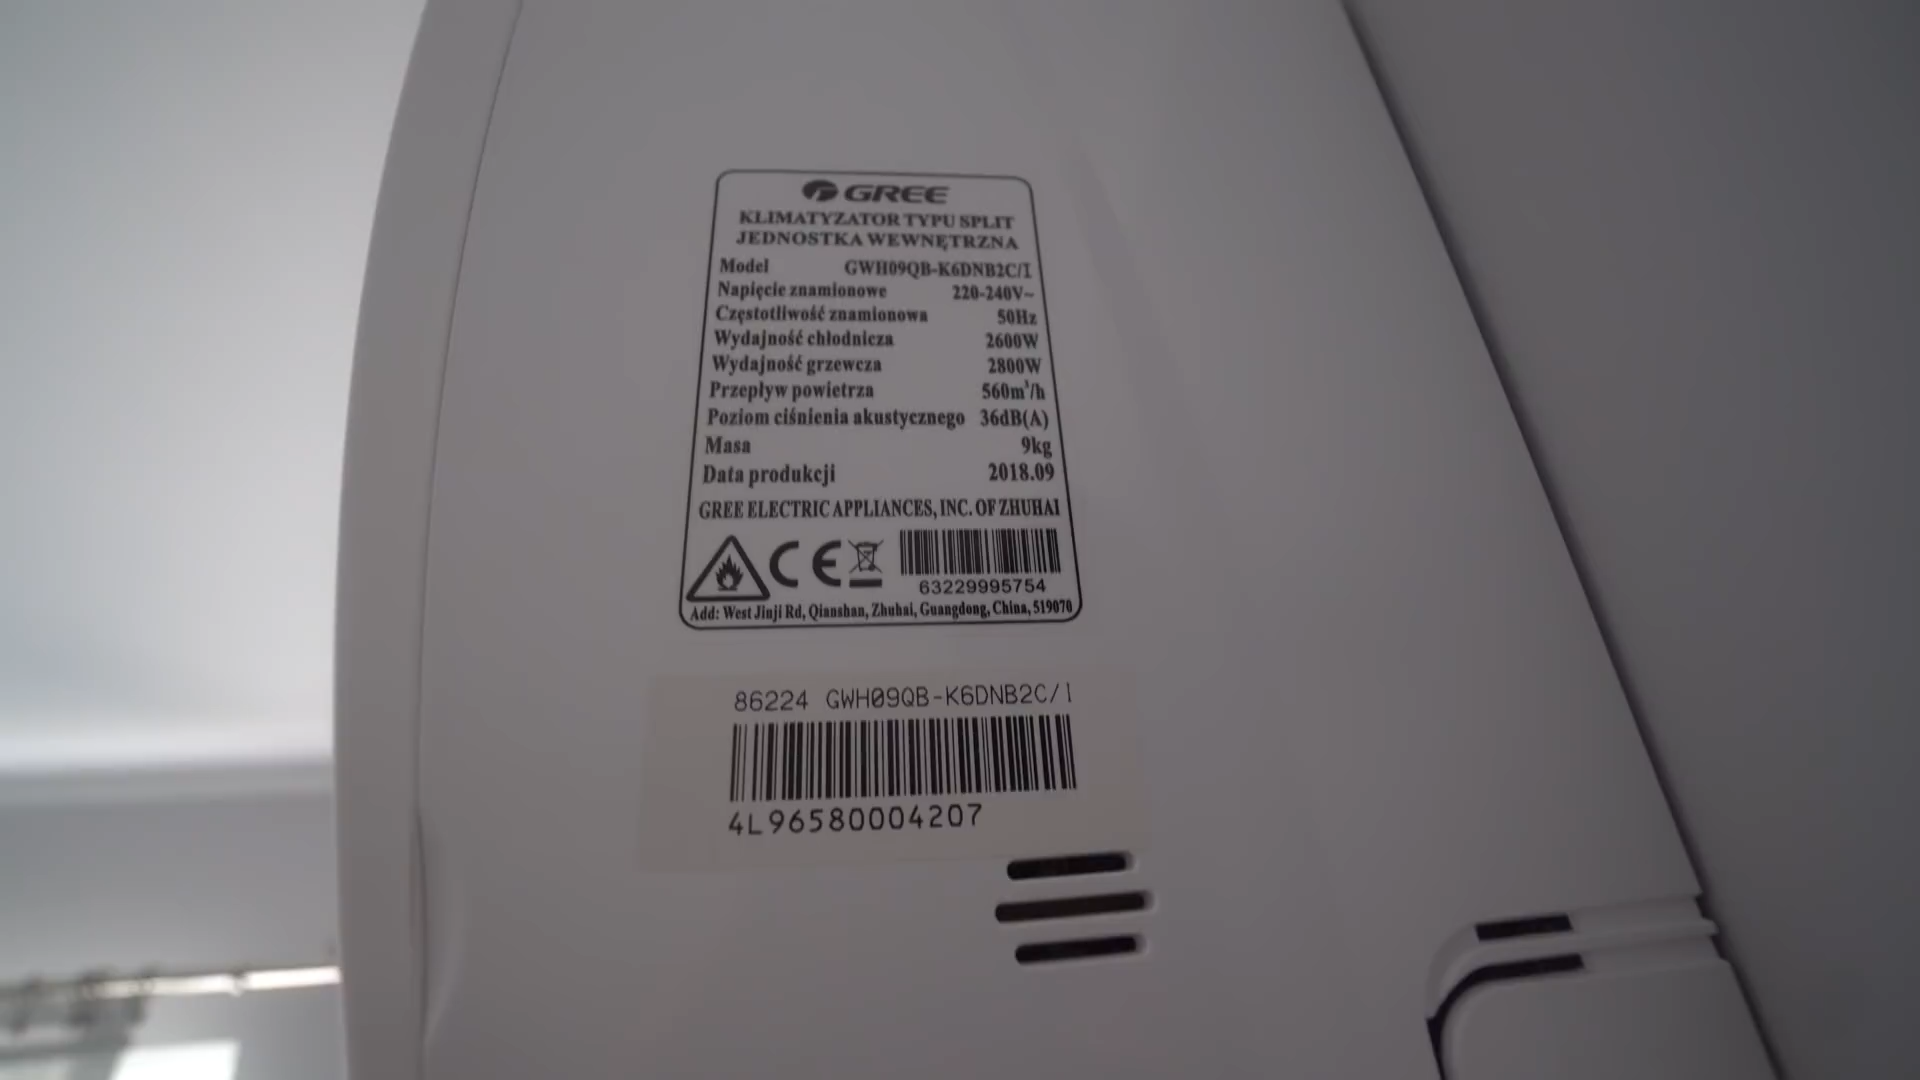 GREE
KLIMATYZATOR TYPU SPLIT
JEDNOSTKA WEWNĘTRZNA
Model GWH09QB-K6DNB2C/I
Napięcie znamionowe 220-240V~
Częstotliwość znamionowa 50Hz
Wydajność chłodnicza 2600W
Wydajność grzewcza 2800W
Przepływ powietrza 560m³/h
Poziom ciśnienia akustycznego 36dB(A)
Masa 9kg
Data produkcji 2018.09
GREE ELECTRIC APPLIANCES, INC. OF ZHUHAI
CE
63229995754
Add: West Jinji Rd, Qianshan, Zhuhai, Guangdong, China, 519070
86224 GWH09QB-K6DNB2C/I
4L96580004207